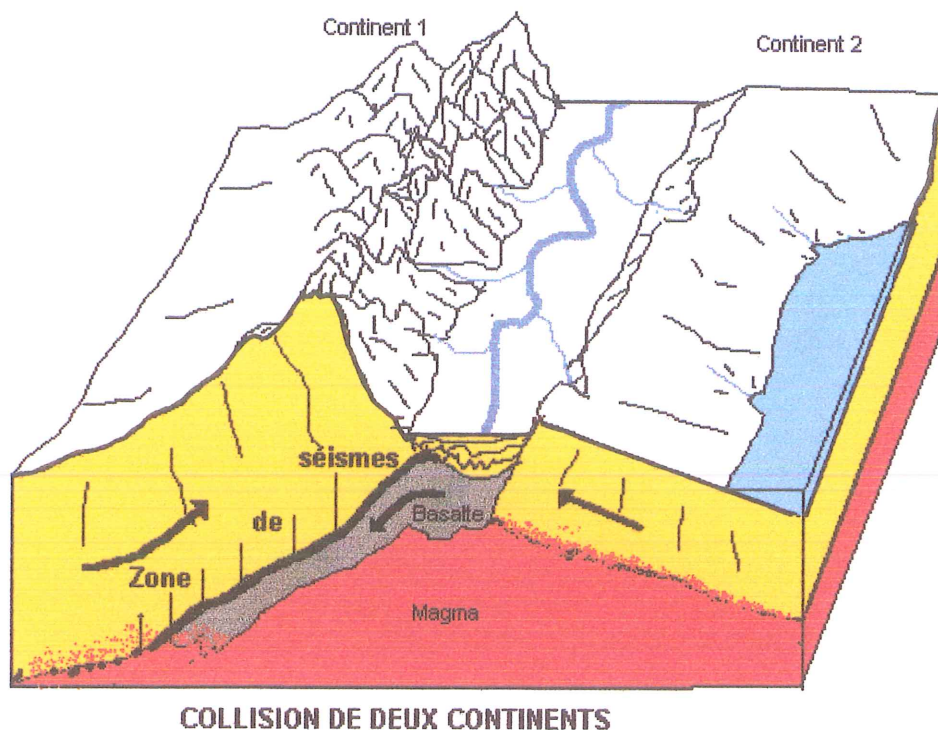 Continent 1
Continent 2
séismes
de
Zone
Basalte
Magma
COLLISION DE DEUX CONTINENTS